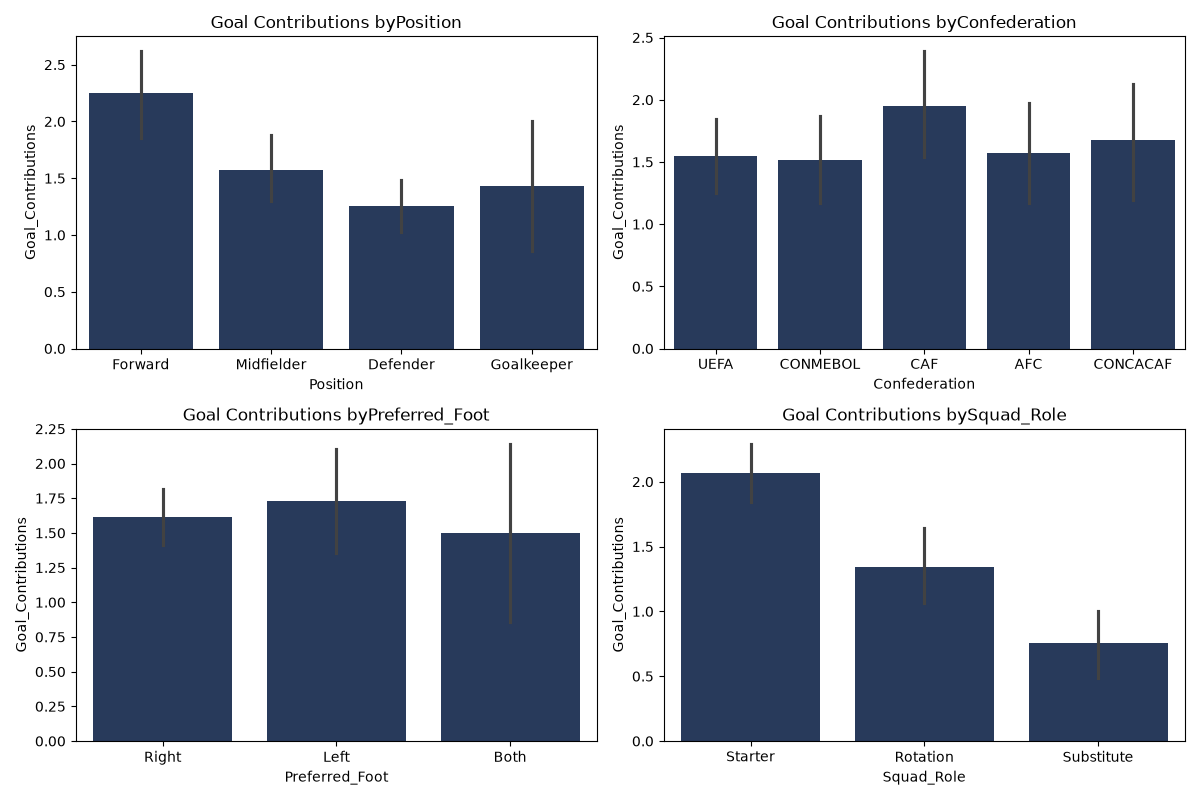 Goal Contributions byPosition
Goal_Contributions
2.5
2.0
1.5
1.0
0.5
0.0
Forward Midfielder Defender Goalkeeper
Position
Goal Contributions byConfederation
Goal_Contributions
2.5
2.0
1.5
1.0
0.5
0.0
UEFA CONMEBOL CAF AFC CONCACAF
Confederation
Goal Contributions byPreferred_Foot
Goal_Contributions
2.25
2.00
1.75
1.50
1.25
1.00
0.75
0.50
0.25
0.00
Right Left Both
Preferred_Foot
Goal Contributions bySquad_Role
Goal_Contributions
2.0
1.5
1.0
0.5
0.0
Starter Rotation Substitute
Squad_Role